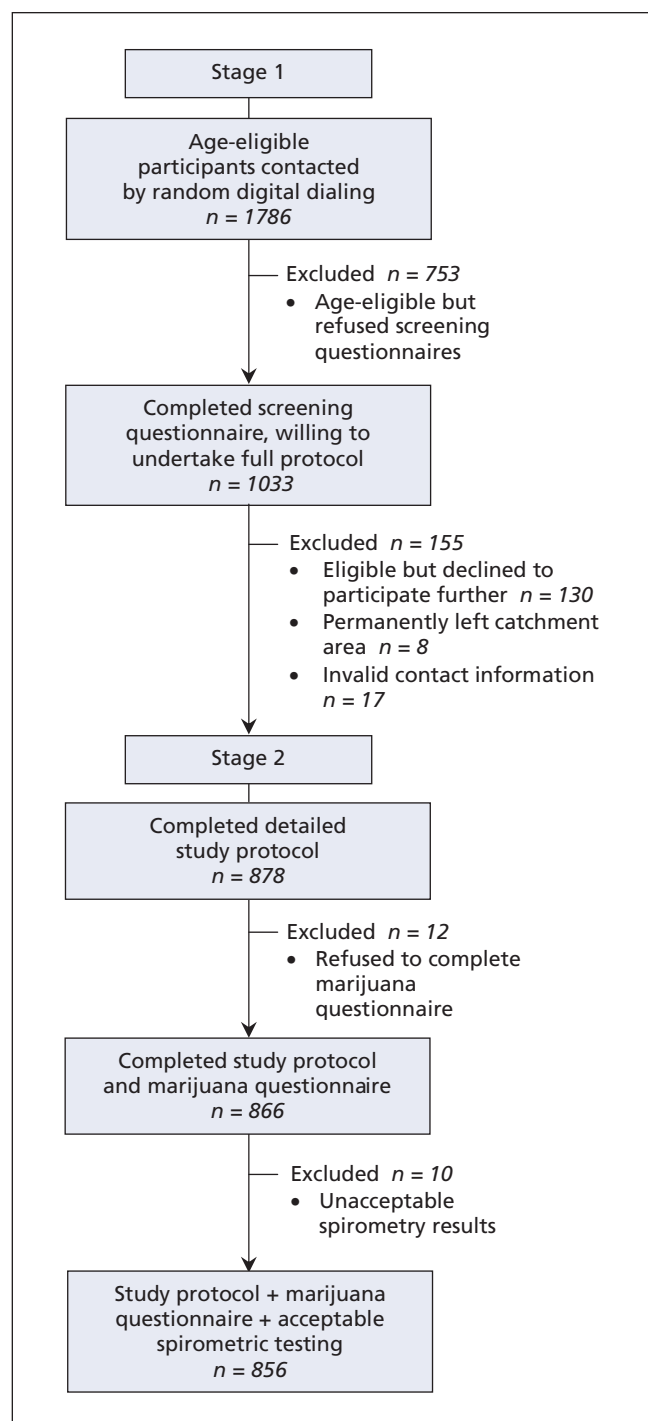 Stage 1
Age-eligible
participants contacted
by random digital dialing
n = 1786
Excluded n = 753
• Age-eligible but
refused screening
questionnaires
Completed screening
questionnaire, willing to
undertake full protocol
n = 1033
Excluded n = 155
• Eligible but declined to
participate further n = 130
• Permanently left catchment
area n = 8
• Invalid contact information
n = 17
Stage 2
Completed detailed
study protocol
n = 878
Excluded n = 12
• Refused to complete
marijuana
questionnaire
Completed study protocol
and marijuana questionnaire
n = 866
Excluded n = 10
• Unacceptable
spirometry results
Study protocol + marijuana
questionnaire + acceptable
spirometric testing
n = 856